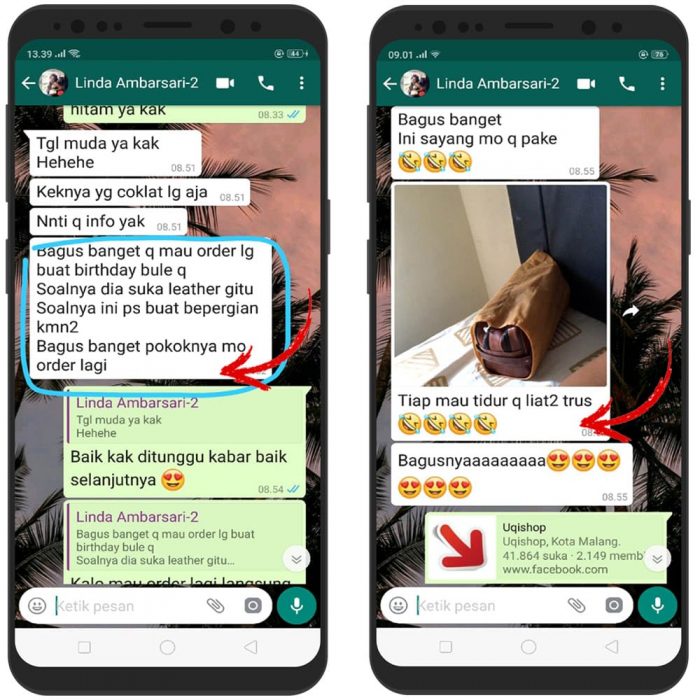 13.39
44
Linda Ambarsari-2
hitam ya kak
08.33
Tgl muda ya kak
Hehehe
08.51
Keknya yg coklat lg aja
08.51
Nnti q info yak
08.51
Bagus banget q mau order lg
buat birthday bule q
Soalnya dia suka leather gitu
Soalnya ini ps buat bepergian
kmn2
Bagus banget pokoknya mo
order lagi
Linda Ambarsari-2
Tgl muda ya kak
Hehehe
Baik kak ditunggu kabar baik
selanjutnya 😍
08.54
Linda Ambarsari-2
Bagus banget q mau order lg buat
birthday bule q
Soalnya dia suka leather gitu...
Kalo mau order lagi langsung
Ketik pesan
09.01
76
Linda Ambarsari-2
Bagus banget
Ini sayang mo q pake
🤣🤣🤣
08.55
Tiap mau tidur q liat2 trus
🤣🤣🤣🤣
Bagusnyaaaaaaaaa😍😍😍
😍😍😍
08.55
Uqishop
Uqishop, Kota Malang.
41.864 suka · 2.149 memb
www.facebook.com
Ketik pesan